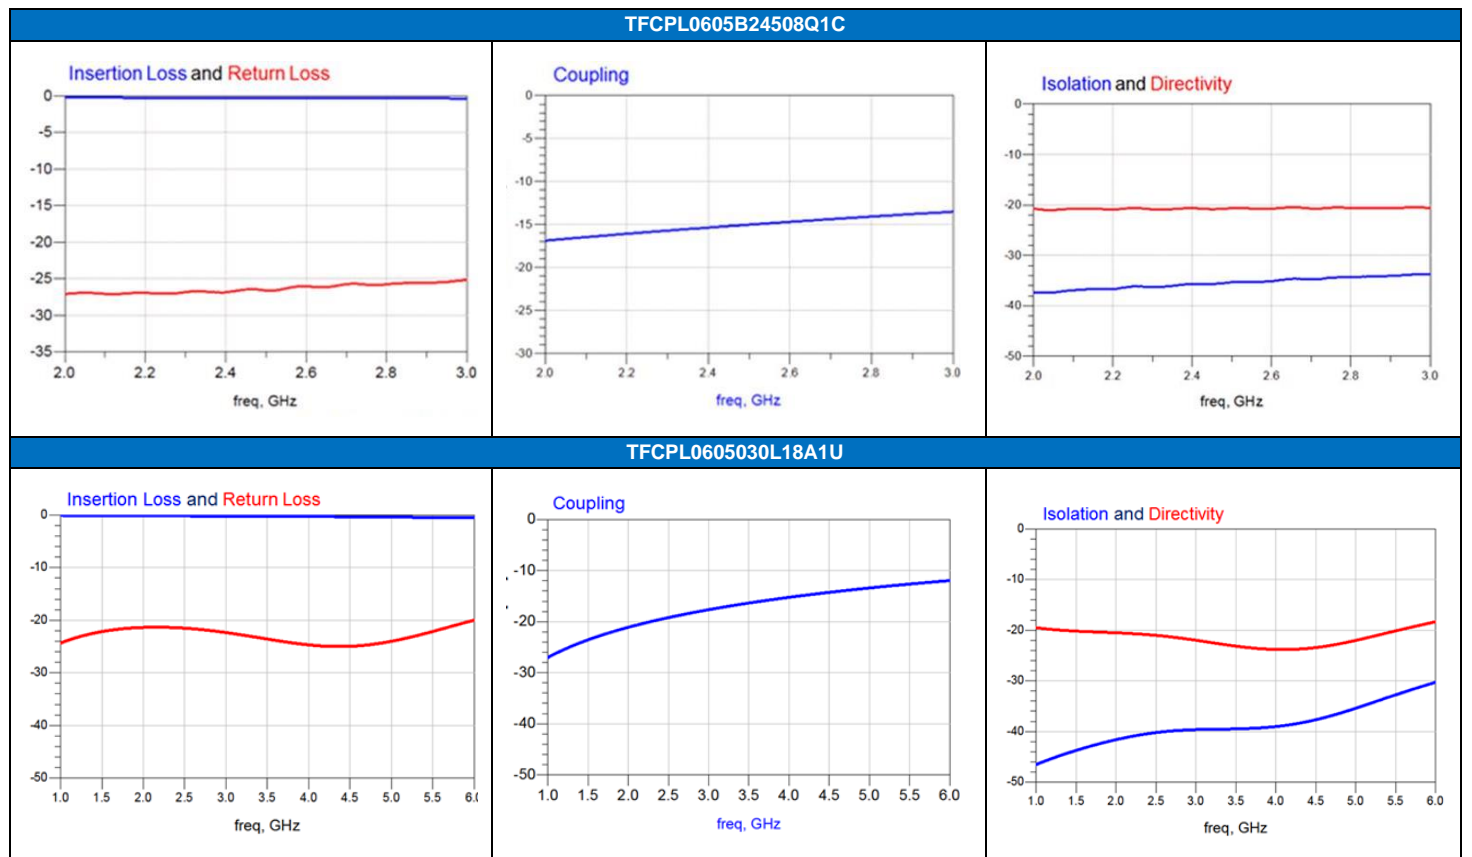 TFCPL0605B24508Q1C
Insertion Loss and Return Loss
0
-5
-10
-15
-20
-25
-30
-35
2.0 2.2 2.4 2.6 2.8 3.0
freq, GHz
Coupling
0
-5
-10
-15
-20
-25
-30
2.0 2.2 2.4 2.6 2.8 3.0
freq, GHz
Isolation and Directivity
0
-10
-20
-30
-40
-50
2.0 2.2 2.4 2.6 2.8 3.0
freq, GHz
TFCPL0605030L18A1U
Insertion Loss and Return Loss
0
-10
-20
-30
-40
-50
1.0 1.5 2.0 2.5 3.0 3.5 4.0 4.5 5.0 5.5 6.0
freq, GHz
Coupling
0
-10
-20
-30
-40
-50
1.0 1.5 2.0 2.5 3.0 3.5 4.0 4.5 5.0 5.5 6.0
freq, GHz
Isolation and Directivity
0
-10
-20
-30
-40
-50
1.0 1.5 2.0 2.5 3.0 3.5 4.0 4.5 5.0 5.5 6.0
freq, GHz